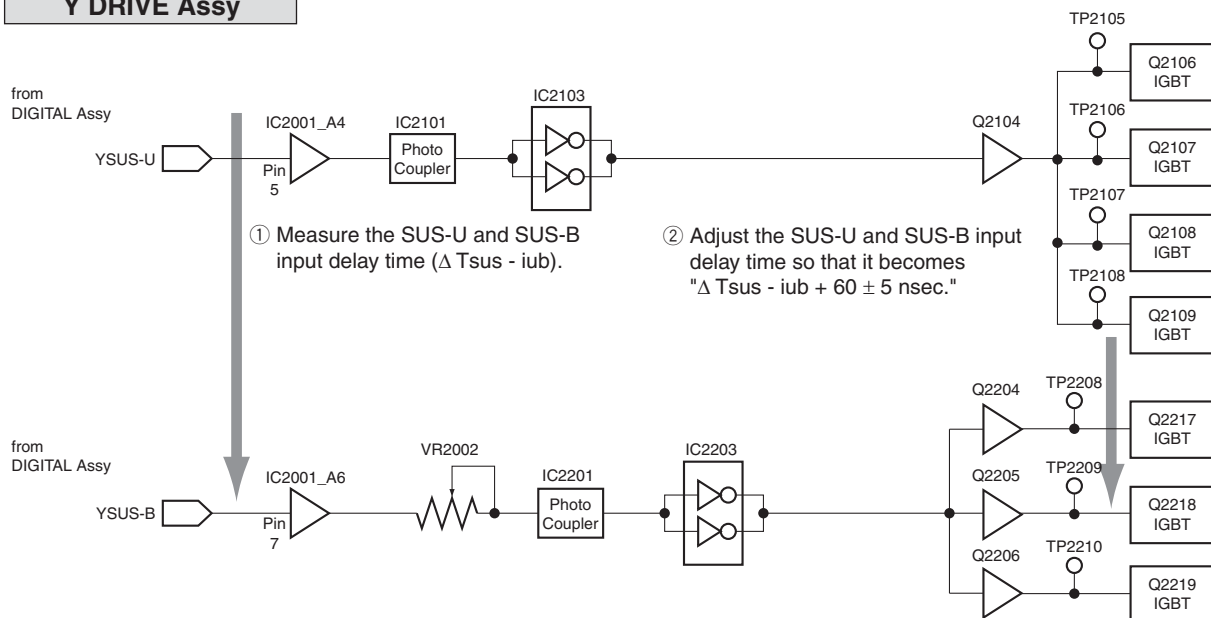 Y DRIVE Assy
from
DIGITAL Assy
YSUS-U
Pin
5
IC2001_A4
IC2101
Photo
Coupler
IC2103
Q2104
TP2105
Q2106
IGBT
TP2106
Q2107
IGBT
TP2107
Q2108
IGBT
TP2108
Q2109
IGBT
① Measure the SUS-U and SUS-B
input delay time (Δ Tsus - iub).
② Adjust the SUS-U and SUS-B input
delay time so that it becomes
"Δ Tsus - iub + 60 ± 5 nsec."
from
DIGITAL Assy
YSUS-B
Pin
7
IC2001_A6
VR2002
IC2201
Photo
Coupler
IC2203
Q2204
TP2208
Q2217
IGBT
Q2205
TP2209
Q2218
IGBT
Q2206
TP2210
Q2219
IGBT